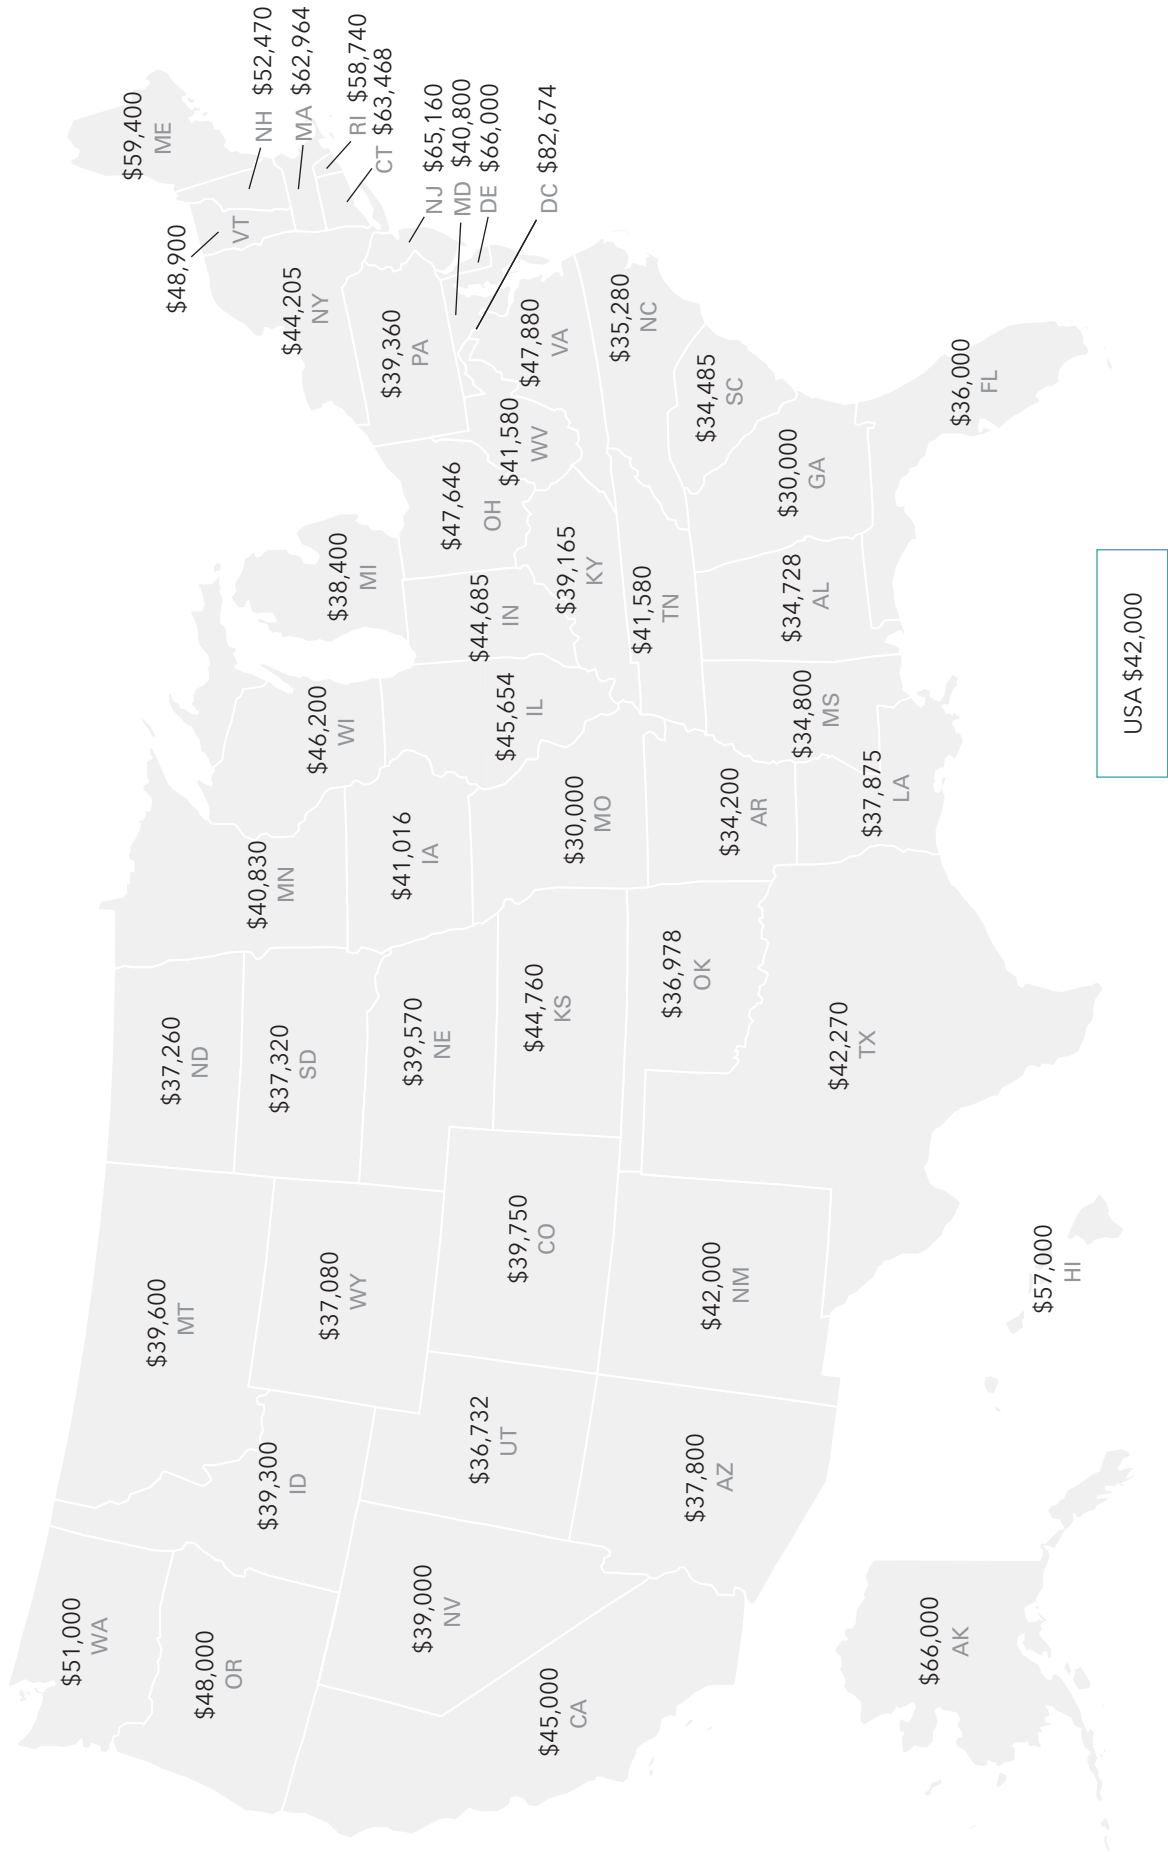 $51,000
WA
$48,000
OR
$45,000
CA
$39,000
NV
$39,300
ID
$39,600
MT
$37,080
WY
$36,732
UT
$37,800
AZ
$39,750
CO
$42,000
NM
$37,260
ND
$37,320
SD
$39,570
NE
$44,760
KS
$36,978
OK
$42,270
TX
$40,830
MN
$41,016
IA
$30,000
MO
$34,200
AR
$37,875
LA
$46,200
WI
$45,654
IL
$34,800
MS
$38,400
MI
$44,685
IN
$39,165
KY
$41,580
TN
$34,728
AL
$47,646
OH
$41,580
WV
$30,000
GA
$36,000
FL
$34,485
SC
$35,280
NC
$47,880
VA
$39,360
PA
$44,205
NY
$48,900
VT
$59,400
ME
NH $52,470
MA $62,964
RI $58,740
CT $63,468
NJ $65,160
MD $40,800
DE $66,000
DC $82,674
$66,000
AK
$57,000
HI
USA $42,000